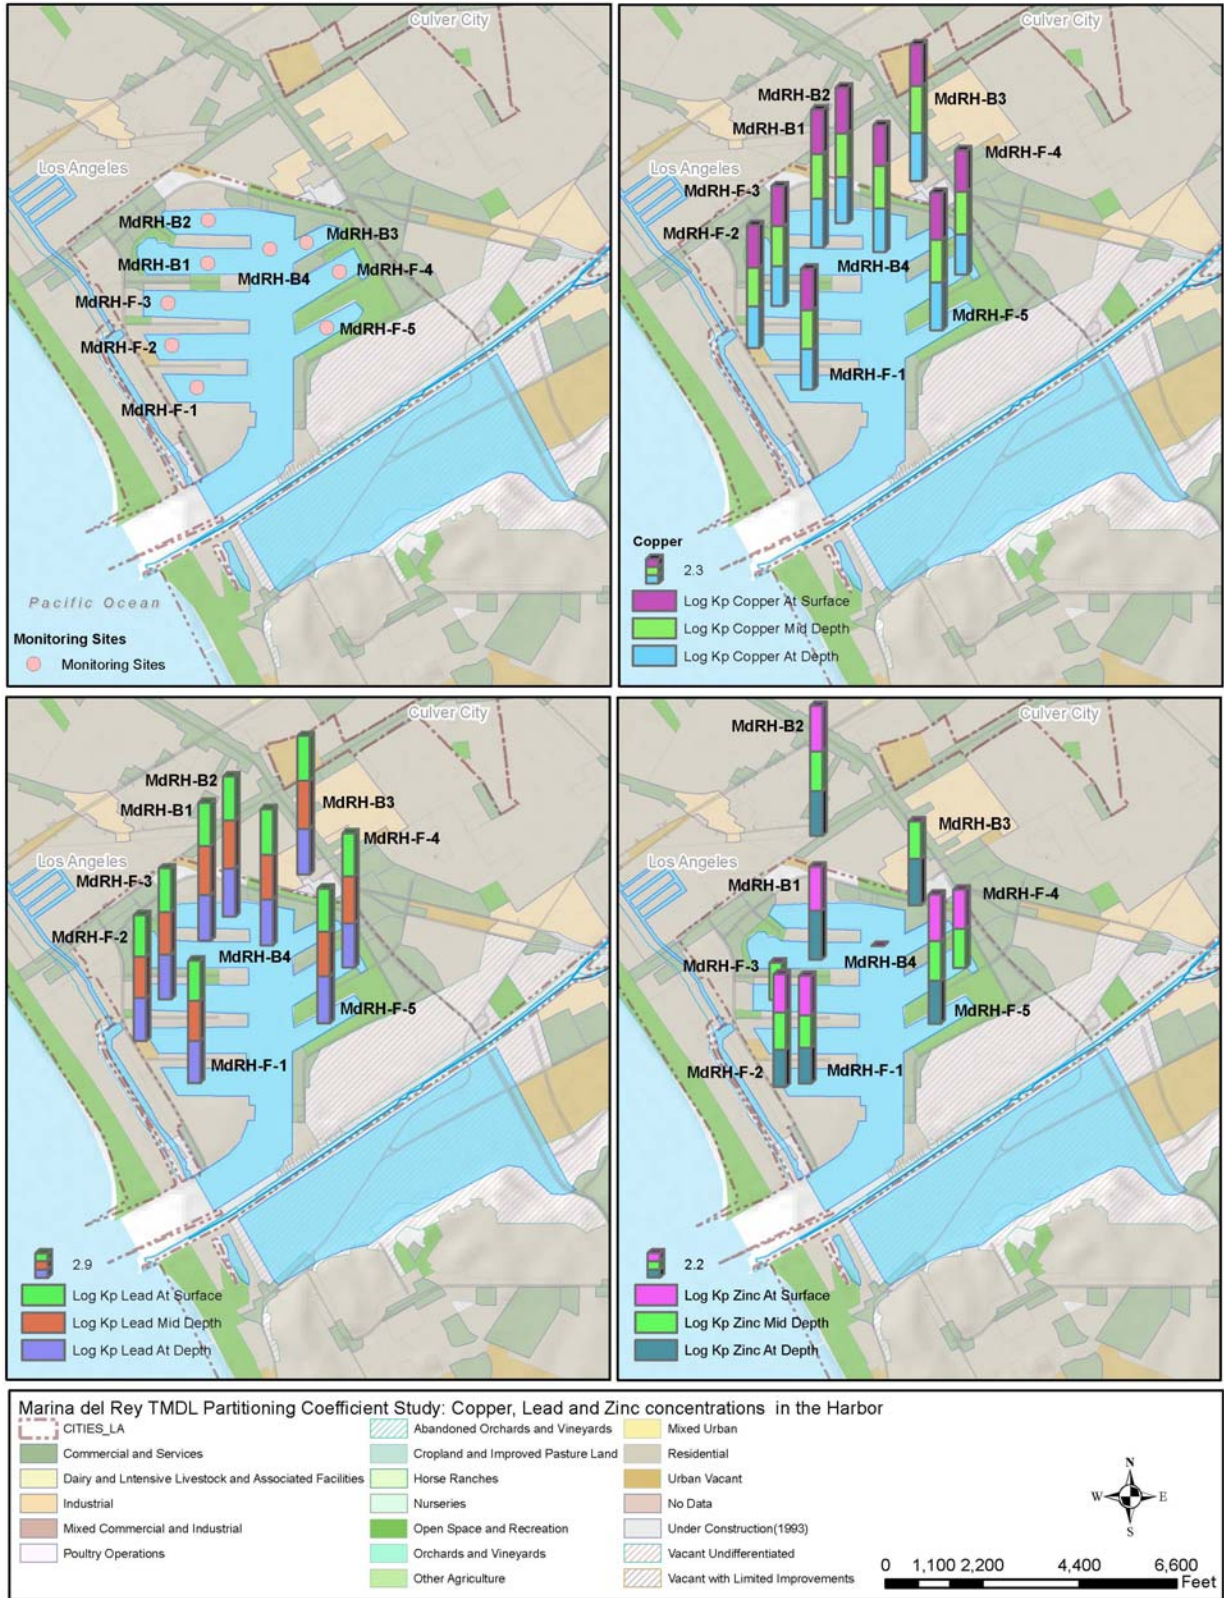 Culver City
Los Angeles
MdRH-B2
MdRH-B3
MdRH-B1
MdRH-B4
MdRH-F-4
MdRH-F-3
MdRH-F-5
MdRH-F-2
MdRH-F-1
Pacific Ocean
Monitoring Sites
Monitoring Sites
Culver City
MdRH-B2
MdRH-B3
MdRH-B1
MdRH-F-4
Los Angeles
MdRH-F-3
MdRH-F-2
MdRH-B4
MdRH-F-5
MdRH-F-1
Copper
2.3
Log Kp Copper At Surface
Log Kp Copper Mid Depth
Log Kp Copper At Depth
Culver City
MdRH-B2
MdRH-B3
MdRH-B1
MdRH-F-4
Los Angeles
MdRH-F-3
MdRH-F-2
MdRH-B4
MdRH-F-5
MdRH-F-1
2.9
Log Kp Lead At Surface
Log Kp Lead Mid Depth
Log Kp Lead At Depth
Culver City
MdRH-B2
MdRH-B3
Los Angeles
MdRH-B1
MdRH-F-4
MdRH-B4
MdRH-F-3
MdRH-F-5
MdRH-F-2
MdRH-F-1
2.2
Log Kp Zinc At Surface
Log Kp Zinc Mid Depth
Log Kp Zinc At Depth
Marina del Rey TMDL Partitioning Coefficient Study: Copper, Lead and Zinc concentrations in the Harbor
CITIES_LA
Commercial and Services
Dairy and Lntensive Livestock and Associated Facilities
Industrial
Mixed Commercial and Industrial
Poultry Operations
Abandoned Orchards and Vineyards
Cropland and Improved Pasture Land
Horse Ranches
Nurseries
Open Space and Recreation
Orchards and Vineyards
Other Agriculture
Mixed Urban
Residential
Urban Vacant
No Data
Under Construction(1993)
Vacant Undifferentiated
Vacant with Limited Improvements
N
W E
S
0 1,100 2,200 4,400 6,600
Feet